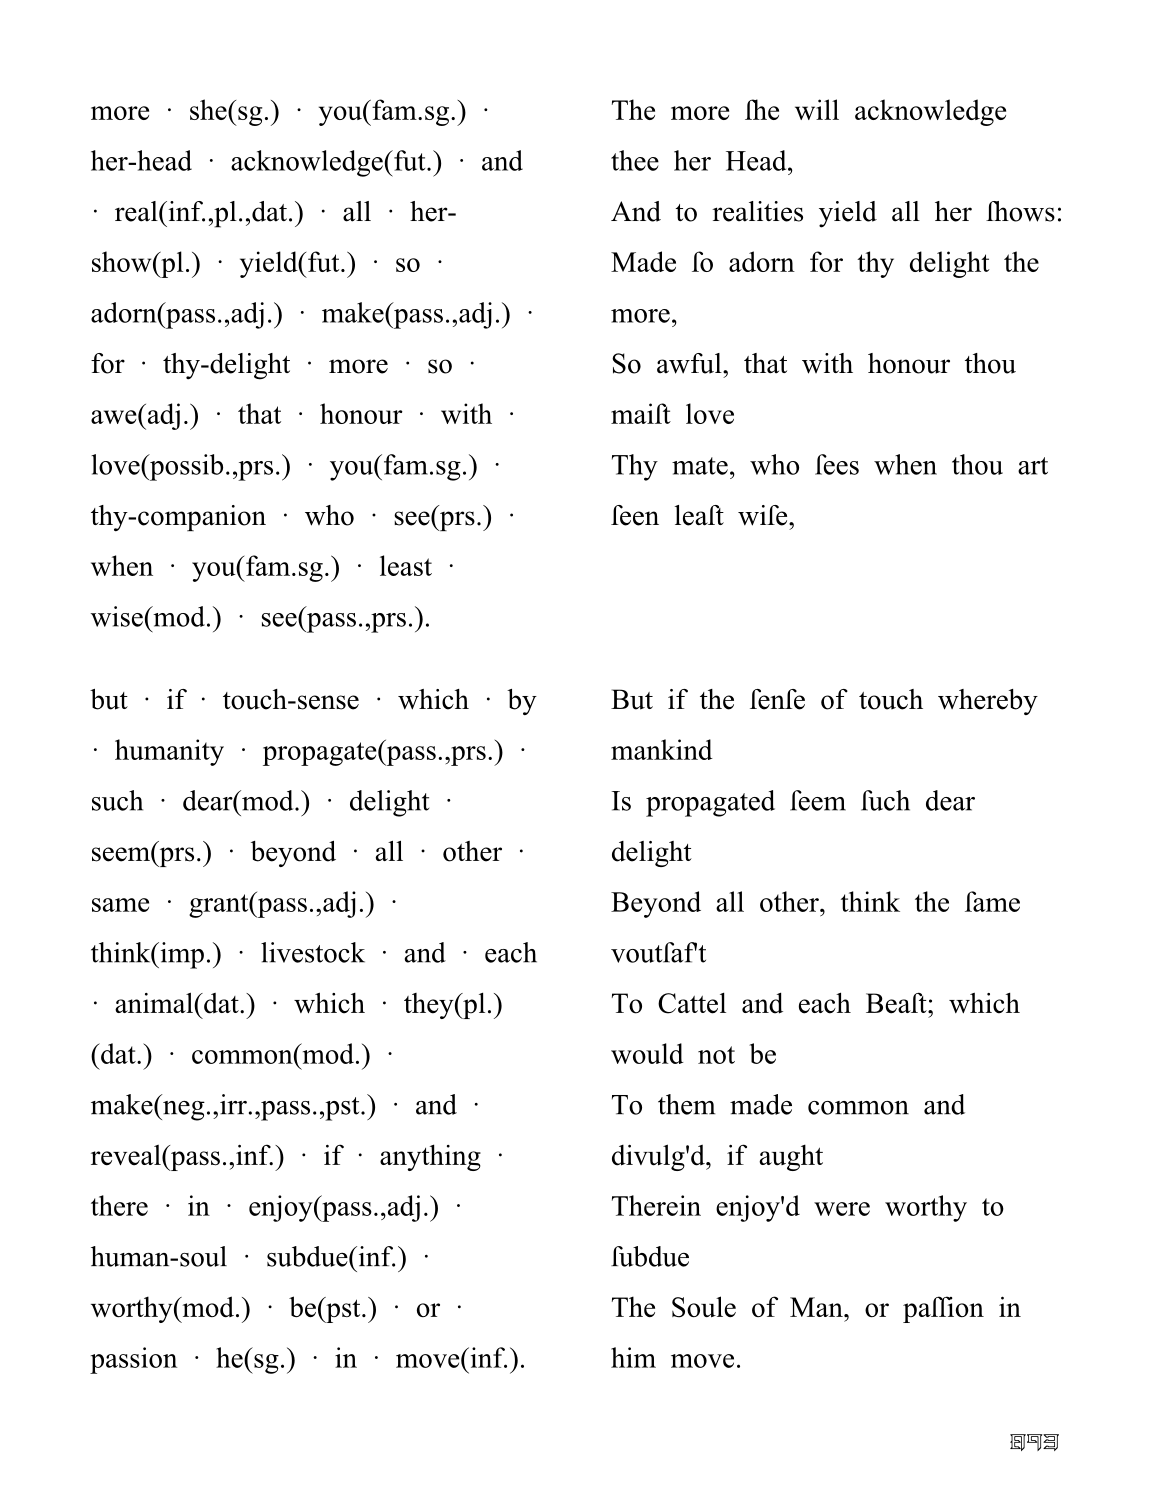 more · she(sg.) · you(fam.sg.) ·
her-head · acknowledge(fut.) · and
· real(inf.,pl.,dat.) · all · her-
show(pl.) · yield(fut.) · so ·
adorn(pass.,adj.) · make(pass.,adj.) ·
for · thy-delight · more · so ·
awe(adj.) · that · honour · with ·
love(possib.,prs.) · you(fam.sg.) ·
thy-companion · who · see(prs.) ·
when · you(fam.sg.) · least ·
wise(mod.) · see(pass.,prs.).
The more ſhe will acknowledge
thee her Head,
And to realities yield all her ſhows:
Made ſo adorn for thy delight the
more,
So awful, that with honour thou
maiſt love
Thy mate, who ſees when thou art
ſeen leaſt wiſe,
but · if · touch-sense · which · by
· humanity · propagate(pass.,prs.) ·
such · dear(mod.) · delight ·
seem(prs.) · beyond · all · other ·
same · grant(pass.,adj.) ·
think(imp.) · livestock · and · each
· animal(dat.) · which · they(pl.)
(dat.) · common(mod.) ·
make(neg.,irr.,pass.,pst.) · and ·
reveal(pass.,inf.) · if · anything ·
there · in · enjoy(pass.,adj.) ·
human-soul · subdue(inf.) ·
worthy(mod.) · be(pst.) · or ·
passion · he(sg.) · in · move(inf.).
But if the ſenſe of touch whereby
mankind
Is propagated ſeem ſuch dear
delight
Beyond all other, think the ſame
voutſaf't
To Cattel and each Beaſt; which
would not be
To them made common and
divulg'd, if aught
Therein enjoy'd were worthy to
ſubdue
The Soule of Man, or paſſion in
him move.